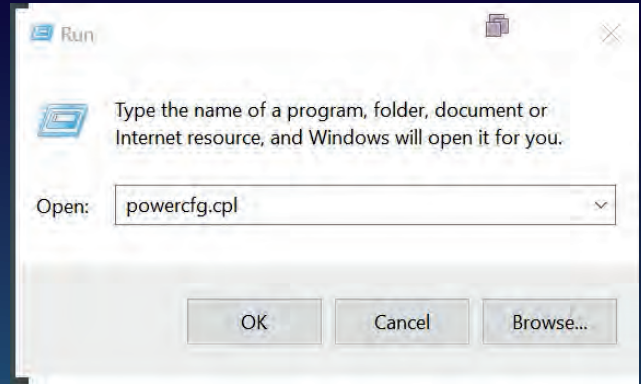 Run
Type the name of a program, folder, document or
Internet resource, and Windows will open it for you.
Open:
powercfg.cpl
OK
Cancel
Browse...